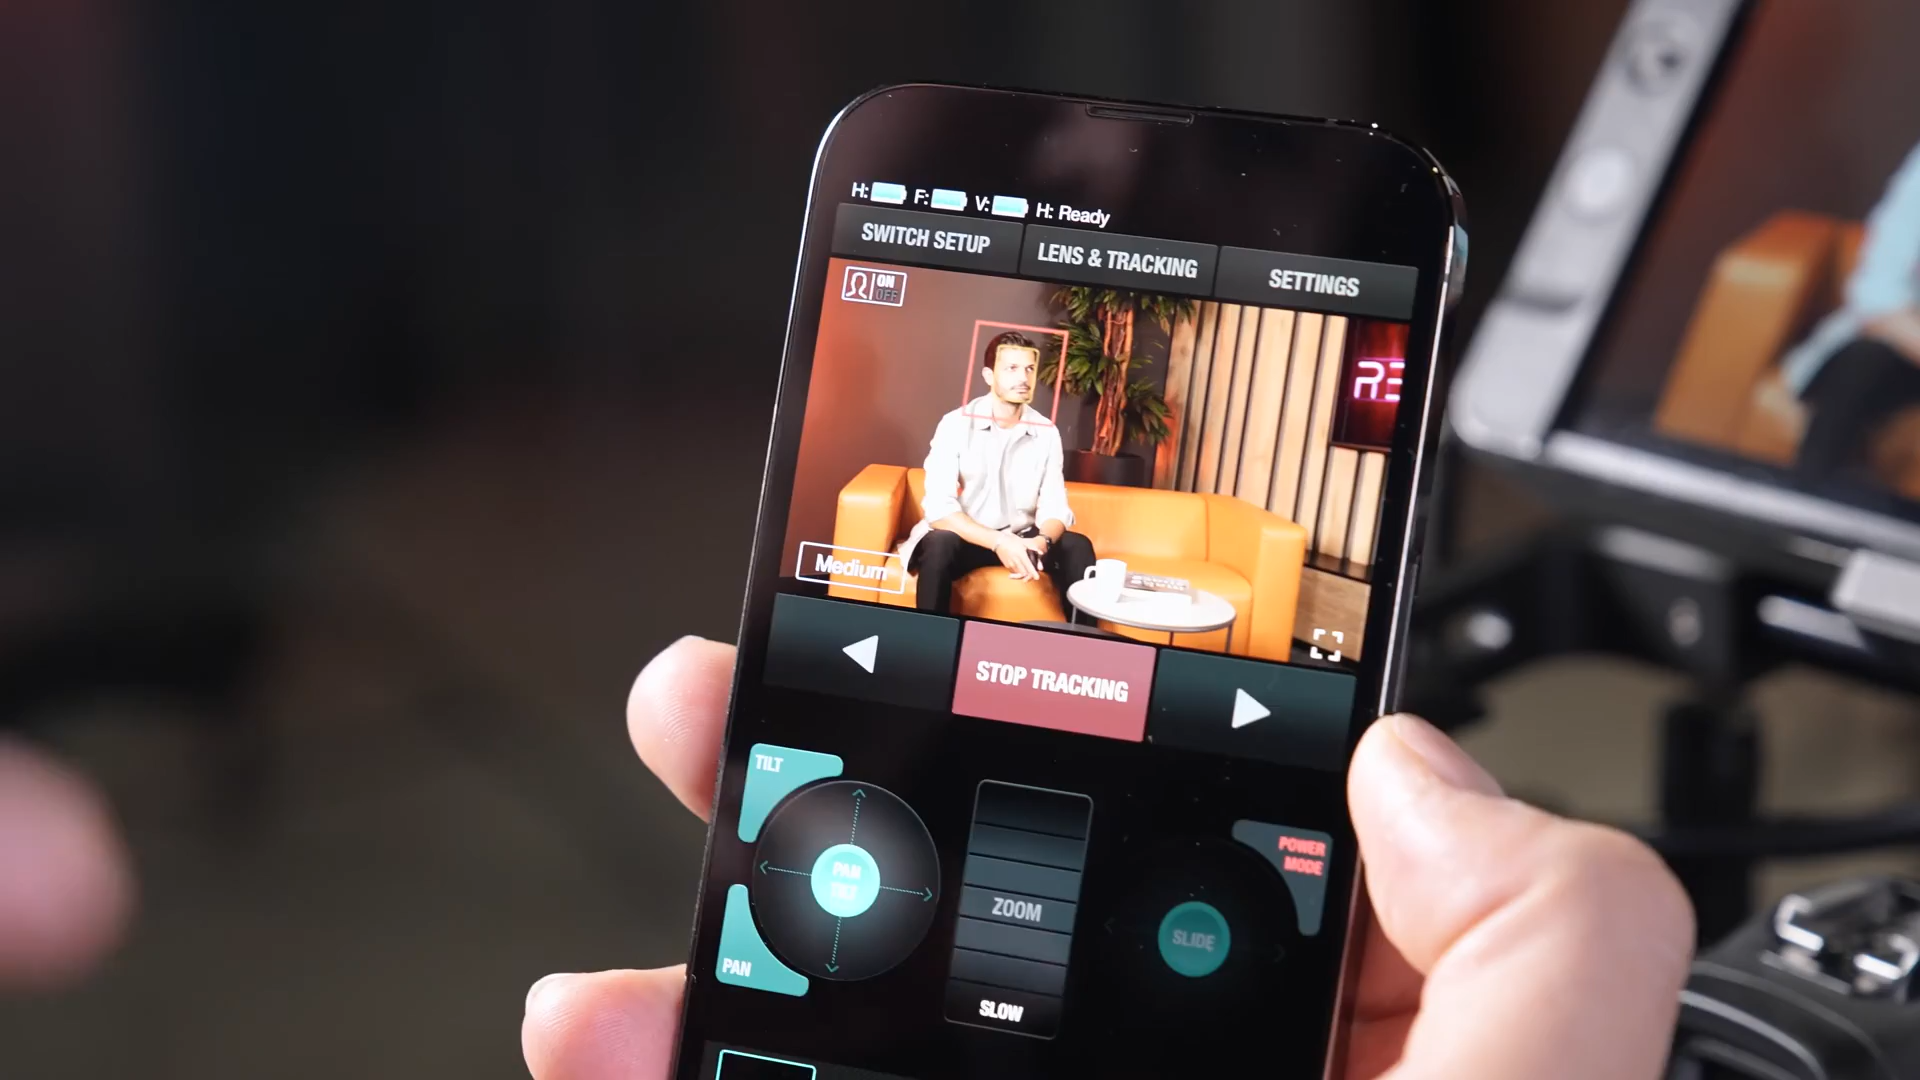 H: F: V: H: Ready
SWITCH SETUP
LENS & TRACKING
SETTINGS
ON
OFF
RE
Medium
STOP TRACKING
TILT
PAN
TILT
PAN
ZOOM
SLOW
POWER
MODE
SLIDE